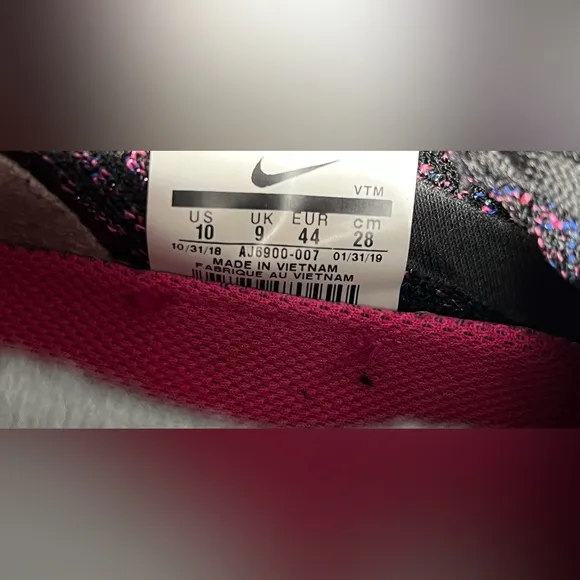 VTM
US UK EUR cm
10 9 44 28
10/31/18 AJ6900-007 01/31/19
MADE IN VIETNAM
FABRIQUE AU VIETNAM